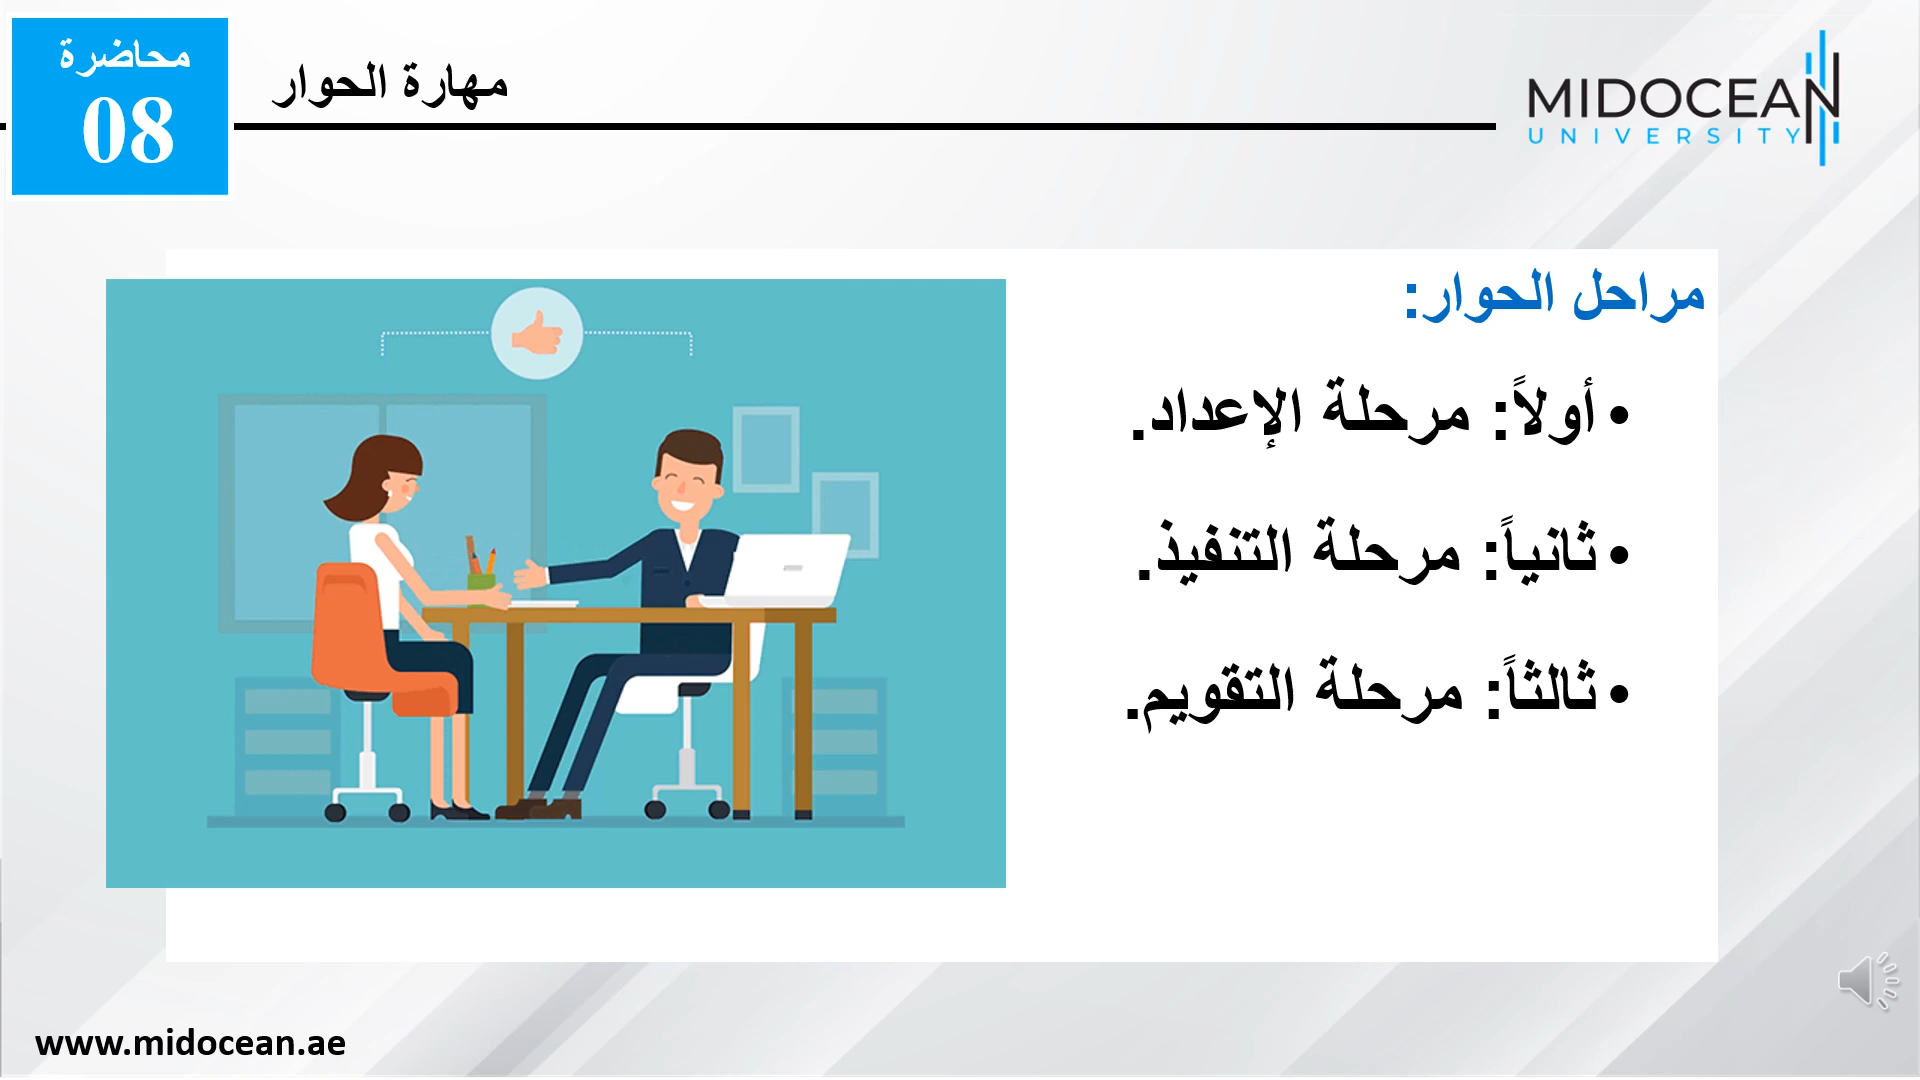 محاضرة
08
مهارة الحوار
MIDOCEAN
UNIVERSITY
مراحل الحوار:
• أولاً: مرحلة الإعداد.
• ثانياً: مرحلة التنفيذ.
• ثالثاً: مرحلة التقويم.
www.midocean.ae